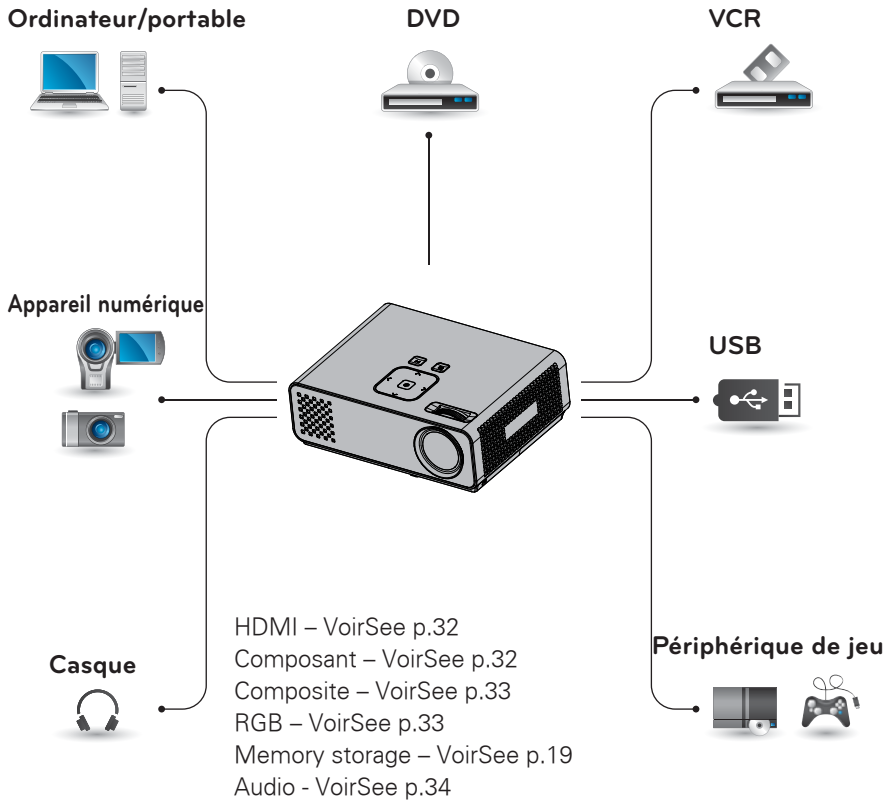 Ordinateur/portable
DVD
VCR
Appareil numérique
USB
Casque
HDMI – VoirSee p.32
Composant – VoirSee p.32
Composite – VoirSee p.33
RGB – VoirSee p.33
Memory storage – VoirSee p.19
Audio - VoirSee p.34
Périphérique de jeu